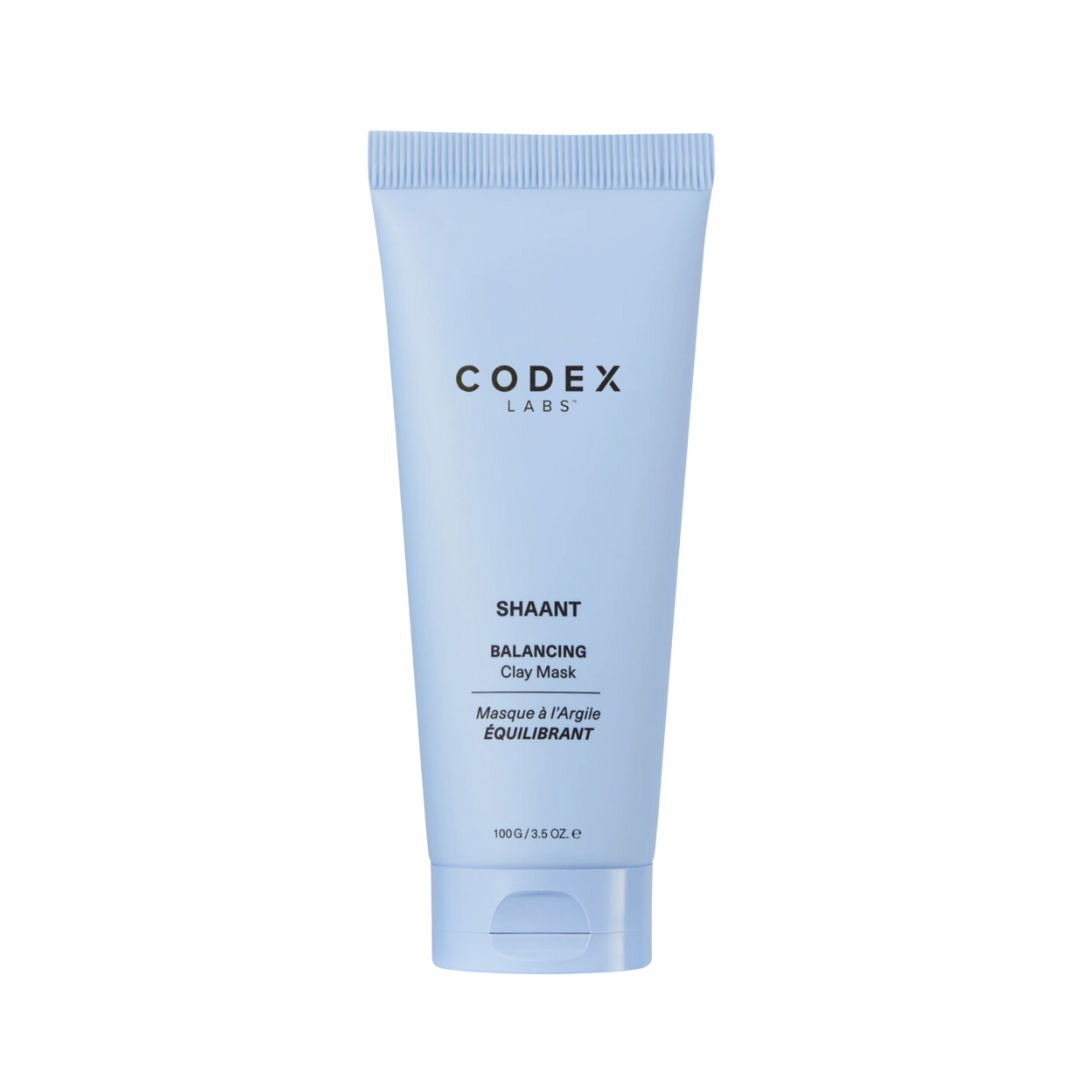 CODEX
LABS™
SHAANT
BALANCING
Clay Mask
Masque à l'Argile
ÉQUILIBRANT
100 G / 3.5 OZ. ℮